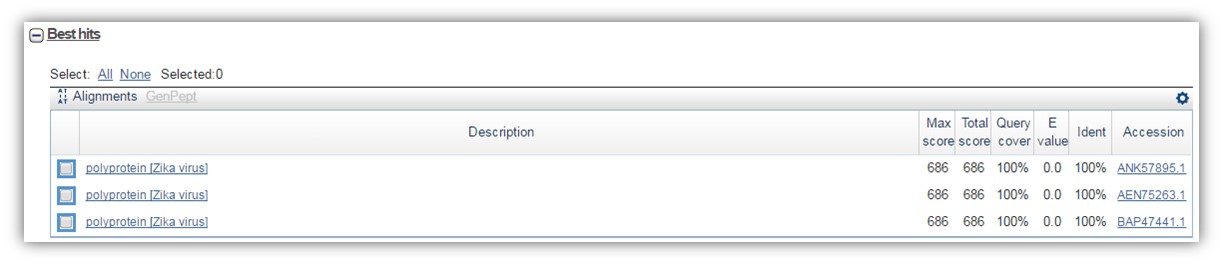 Best hits
Select: All None Selected:0
Alignments GenPept
Description Max score Total score Query cover E value Ident Accession
polyprotein [Zika virus] 686 686 100% 0.0 100% ANK57895.1
polyprotein [Zika virus] 686 686 100% 0.0 100% AEN75263.1
polyprotein [Zika virus] 686 686 100% 0.0 100% BAP47441.1